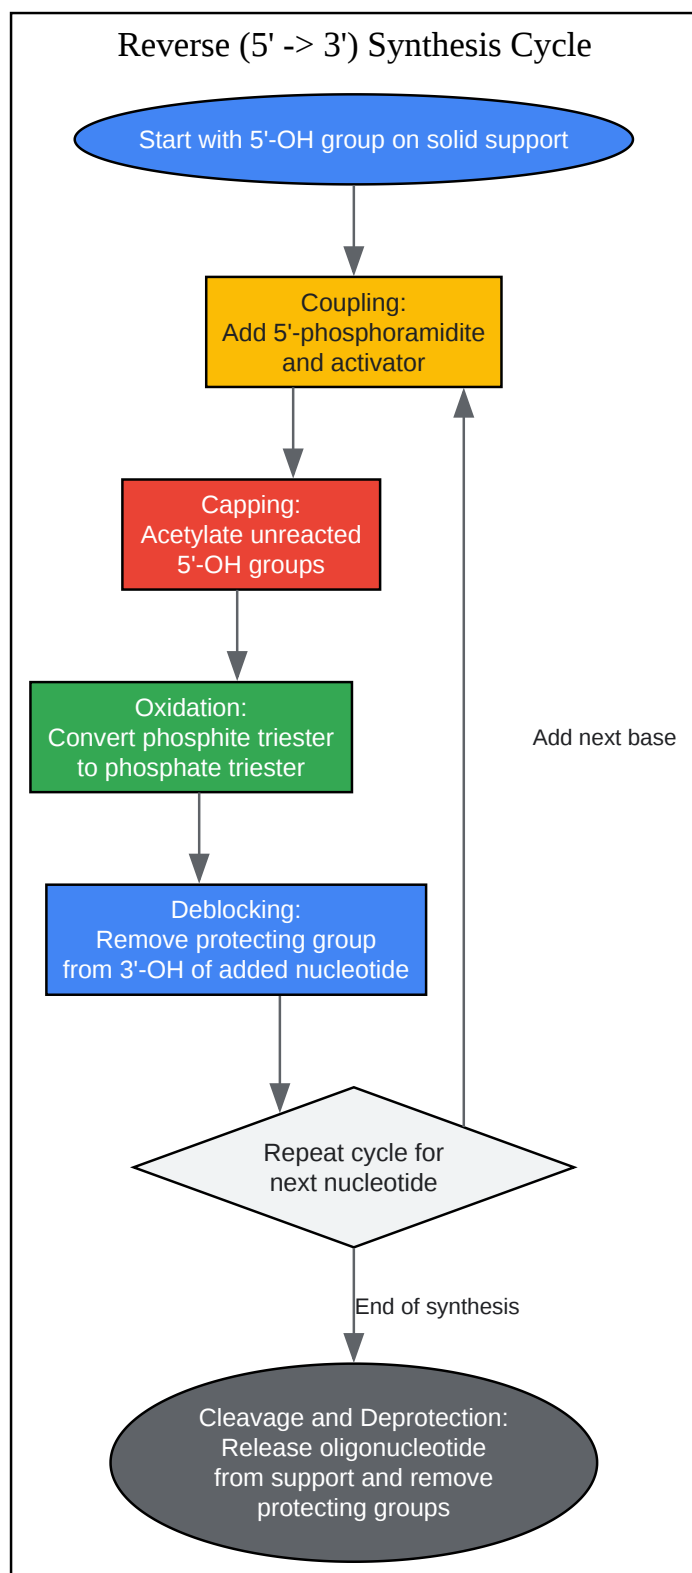 Reverse (5' -> 3') Synthesis Cycle
Start with 5'-OH group on solid support
Coupling:
Add 5'-phosphoramidite
and activator
Capping:
Acetylate unreacted
5'-OH groups
Oxidation:
Convert phosphite triester
to phosphate triester
Add next base
Deblocking:
Remove protecting group
from 3'-OH of added nucleotide
Repeat cycle for
next nucleotide
End of synthesis
Cleavage and Deprotection:
Release oligonucleotide
from support and remove
protecting groups